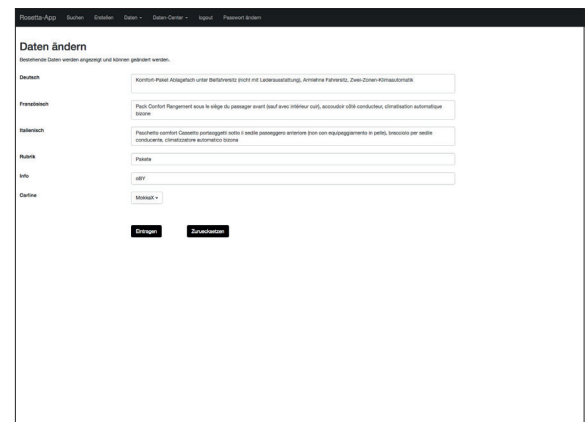 Rosetta-App Suchen Erstellen Daten Daten-Center logout Passwort ändern
Daten ändern
Bestehende Daten werden angezeigt und können geändert werden.
Deutsch
Komfort-Paket Ablagefach unter Beifahrersitz (nicht mit Lederausstattung), Armlehne Fahrersitz, Zwei-Zonen-Klimaautomatik
Französisch
Pack Confort Rangement sous le siège du passager avant (sauf avec intérieur cuir), accoudoir côté conducteur, climatisation automatique
bizone
Italienisch
Pacchetto comfort Cassetto portaoggetti sotto il sedile passeggero anteriore (non con equipaggiamento in pelle), bracciolo per sedile
conducente, climatizzatore automatico bizona
Rubrik
Pakete
Info
oBY
Carline
MokkaX
Eintragen Zuruecksetzen